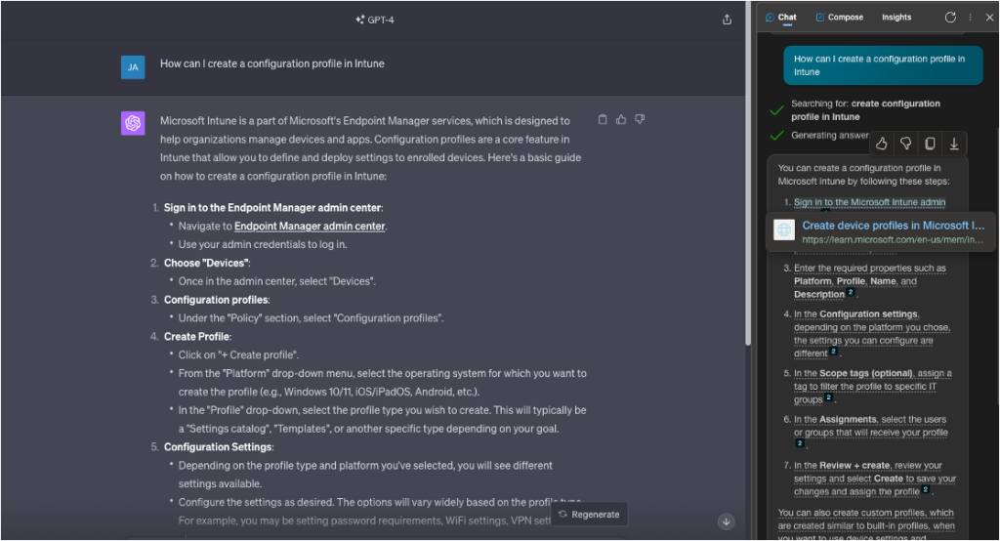 GPT-4
JA
How can I create a configuration profile in Intune
Microsoft Intune is a part of Microsoft's Endpoint Manager services, which is designed to
help organizations manage devices and apps. Configuration profiles are a core feature in
Intune that allow you to define and deploy settings to enrolled devices. Here's a basic guide
on how to create a configuration profile in Intune:
1. Sign in to the Endpoint Manager admin center:
• Navigate to Endpoint Manager admin center.
• Use your admin credentials to log in.
2. Choose "Devices":
• Once in the admin center, select "Devices".
3. Configuration profiles:
• Under the "Policy" section, select "Configuration profiles".
4. Create Profile:
• Click on "+ Create profile".
• From the "Platform" drop-down menu, select the operating system for which you want to
create the profile (e.g., Windows 10/11, iOS/iPadOS, Android, etc.).
• In the "Profile" drop-down, select the profile type you wish to create. This will typically be
a "Settings catalog", "Templates", or another specific type depending on your goal.
5. Configuration Settings:
• Depending on the profile type and platform you've selected, you will see different
settings available.
• Configure the settings as desired. The options will vary widely based on the profile type.
For example, you may be setting password requirements, WiFi settings, VPN
Regenerate
Chat
Compose
Insights
How can I create a configuration profile in
Intune
Searching for: create configuration
profile in Intune
Generating answer
You can create a configuration profile in
Microsoft Intune by following these steps:
1. Sign in to the Microsoft Intune admin
Create device profiles in Microsoft I...
https://learn.microsoft.com/en-us/mem/in...
3. Enter the required properties such as
Platform, Profile, Name, and
Description 2 .
4. In the Configuration settings,
depending on the platform you chose,
the settings you can configure are
different 2 .
5. In the Scope tags (optional), assign a
tag to filter the profile to specific IT
groups 2 .
6. In the Assignments, select the users
or groups that will receive your profile
2 .
7. In the Review + create, review your
settings and select Create to save your
changes and assign the profile 2 .
You can also create custom profiles, which
are created similar to built-in profiles, when
you want to use device settings and